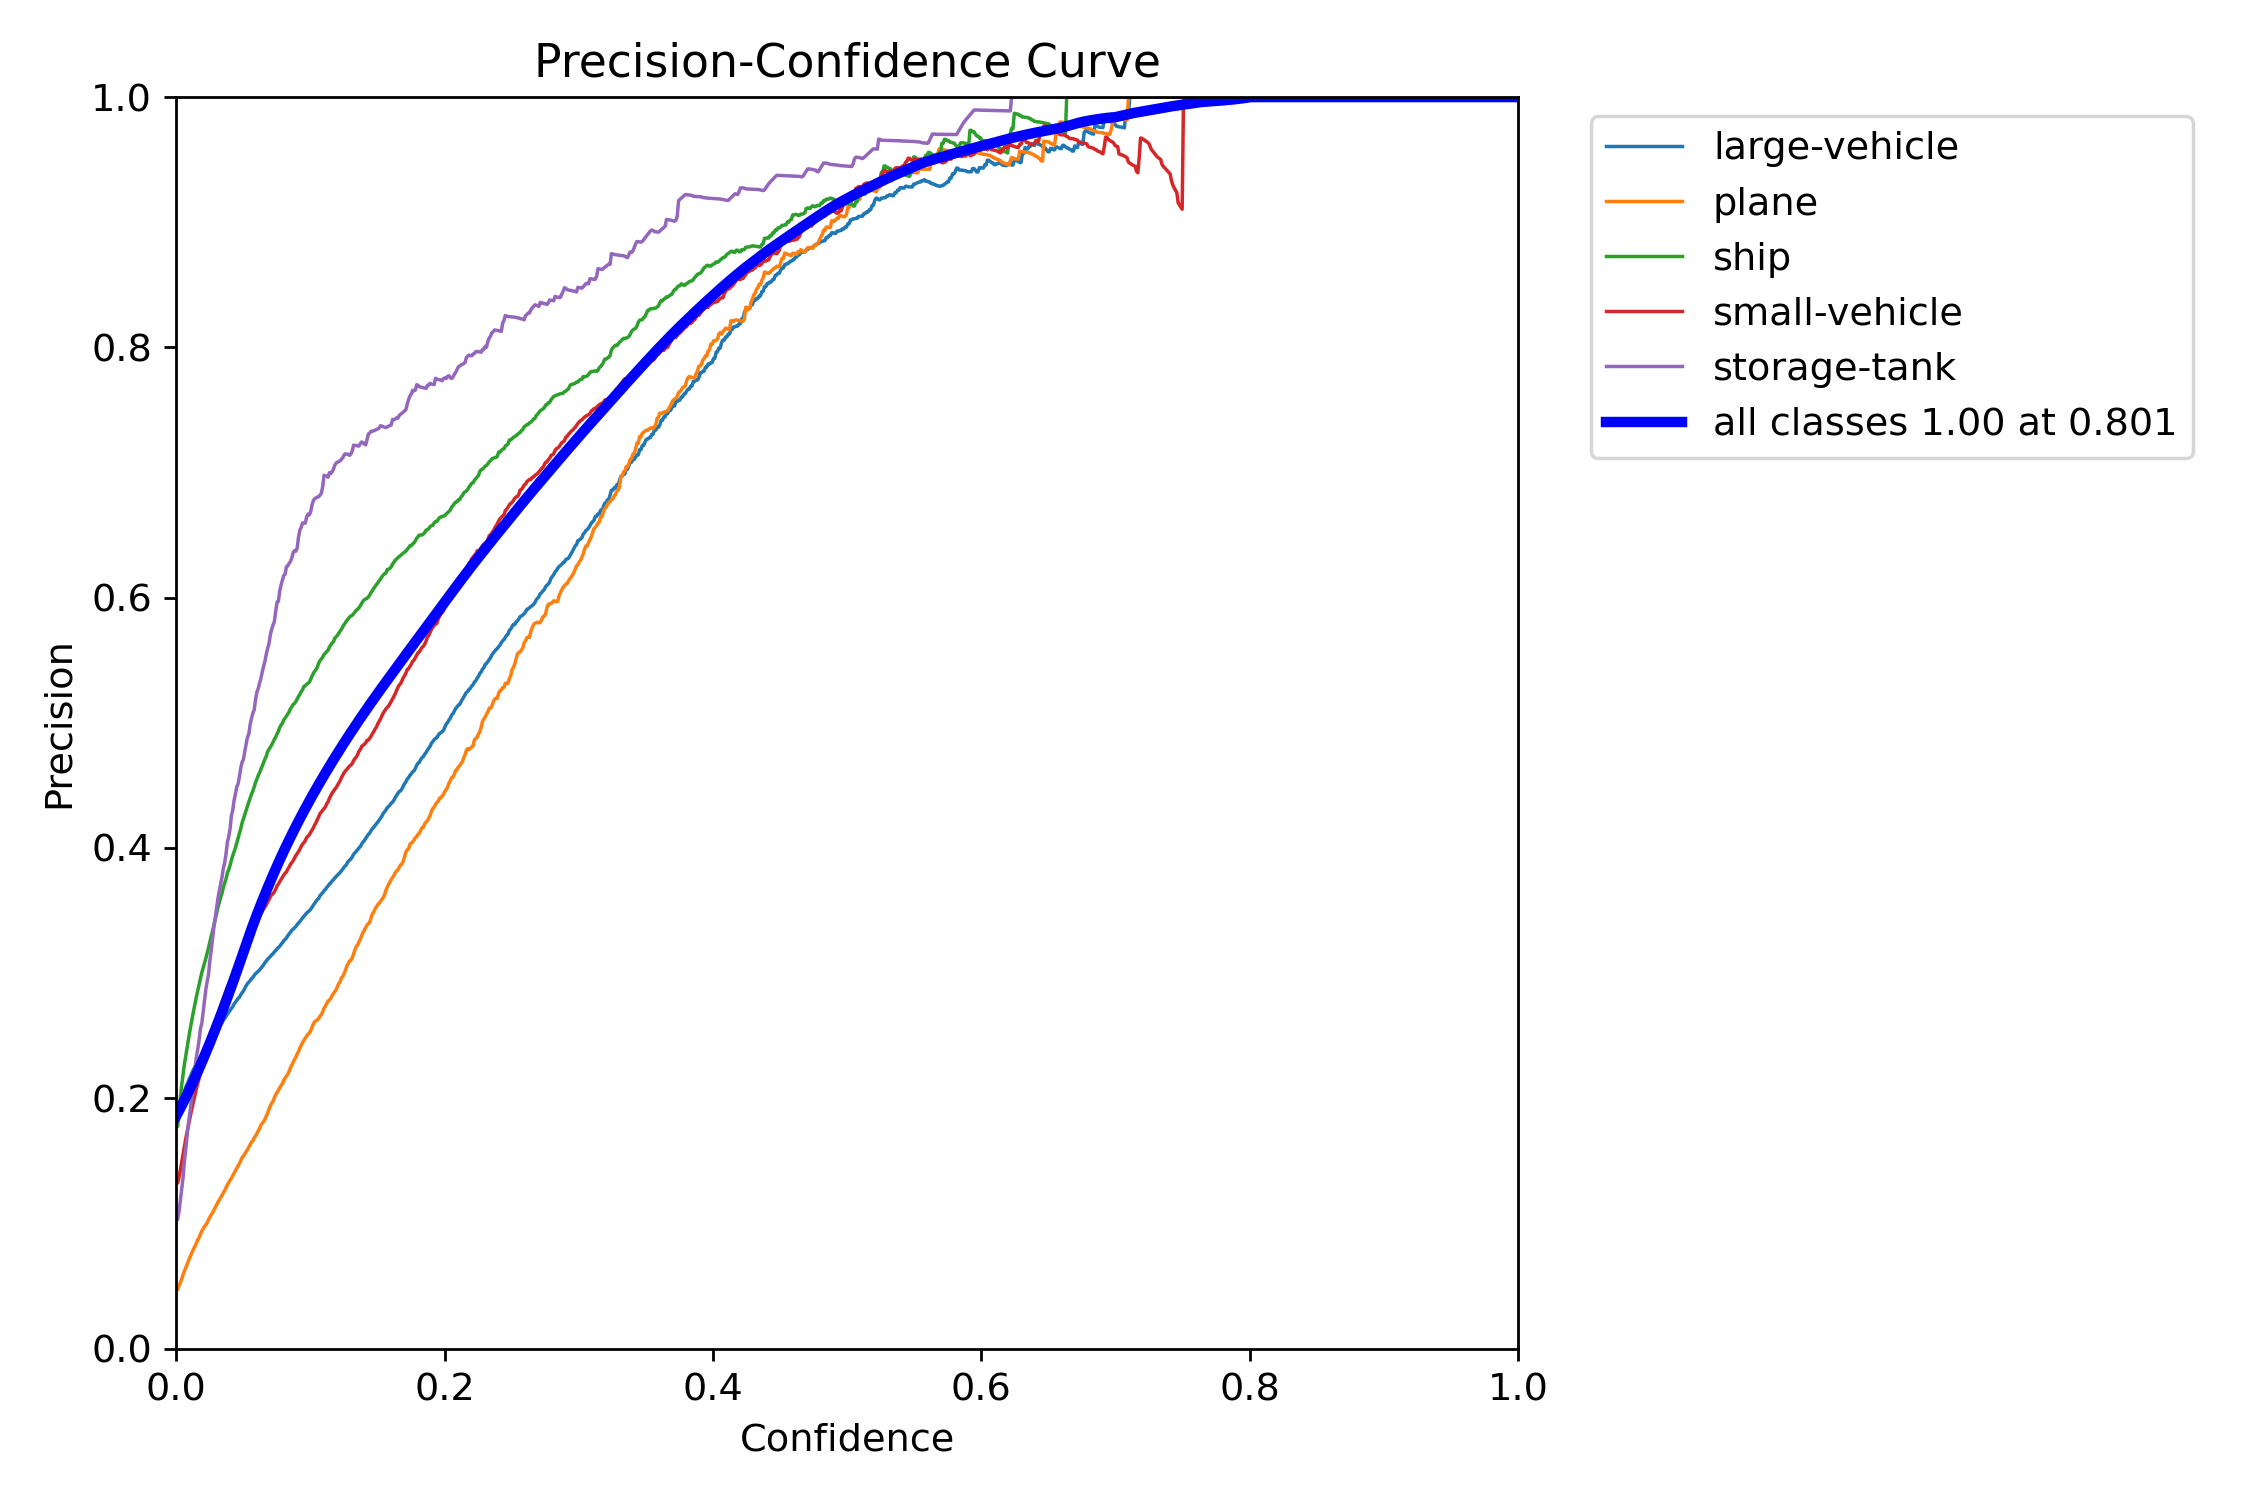 Precision-Confidence Curve
1.0
0.8
0.6
0.4
0.2
0.0
Precision
0.0 0.2 0.4 0.6 0.8 1.0
Confidence
large-vehicle
plane
ship
small-vehicle
storage-tank
all classes 1.00 at 0.801